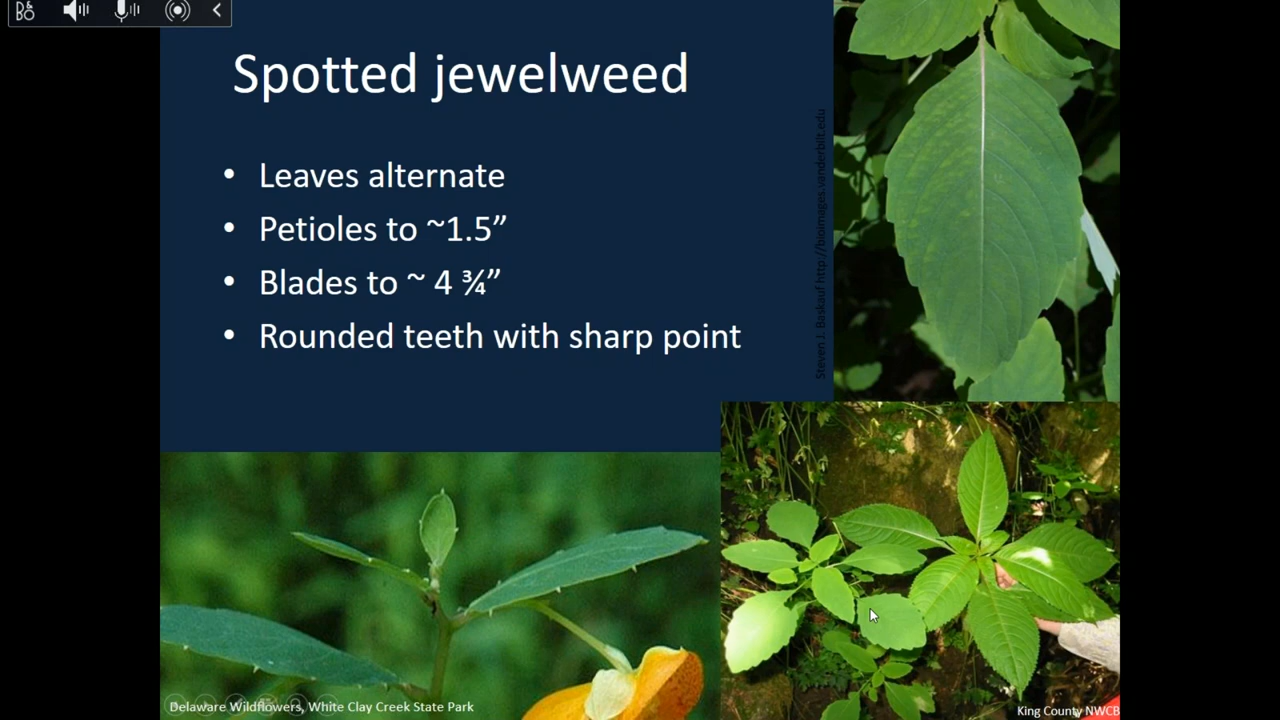 Spotted jewelweed
• Leaves alternate
• Petioles to ~1.5”
• Blades to ~ 4 ¾”
• Rounded teeth with sharp point
Steven J. Baskauf http://bioimages.vanderbilt.edu
Delaware Wildflowers, White Clay Creek State Park
King County NWCB